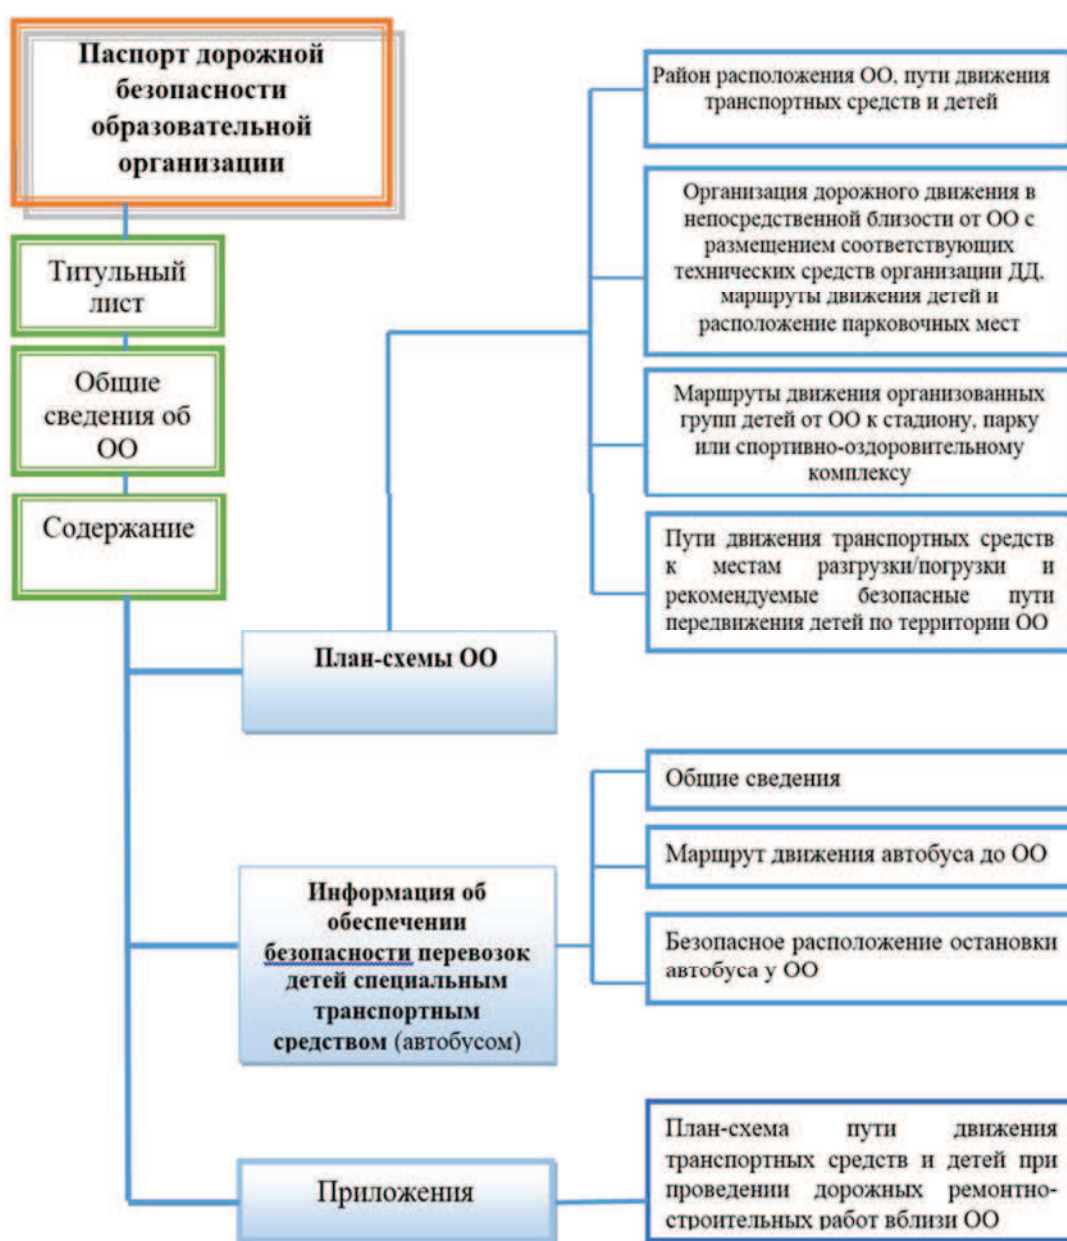 Паспорт дорожной
безопасности
образовательной
организации
Титульный
лист
Общие
сведения об
ОО
Содержание
План-схемы ОО
Район расположения ОО, пути движения
транспортных средств и детей
Организация дорожного движения в
непосредственной близости от ОО с
размещением соответствующих
технических средств организации ДД,
маршруты движения детей и
расположение парковочных мест
Маршруты движения организованных
групп детей от ОО к стадиону, парку
или спортивно-оздоровительному
комплексу
Пути движения транспортных средств
к местам разгрузки/погрузки и
рекомендуемые безопасные пути
передвижения детей по территории ОО
Информация об
обеспечении
безопасности перевозок
детей специальным
транспортным
средством (автобусом)
Общие сведения
Маршрут движения автобуса до ОО
Безопасное расположение остановки
автобуса у ОО
Приложения
План-схема пути движения
транспортных средств и детей при
проведении дорожных ремонтно-
строительных работ вблизи ОО